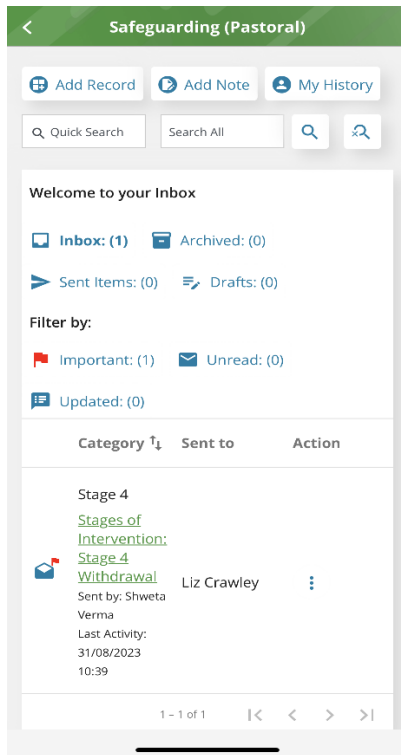 Safeguarding (Pastoral)
Add Record Add Note My History
Quick Search Search All
Welcome to your Inbox
Inbox: (1) Archived: (0)
Sent Items: (0) Drafts: (0)
Filter by:
Important: (1) Unread: (0)
Updated: (0)
Category Sent to Action
Stage 4
Stages of
Intervention:
Stage 4
Withdrawal
Sent by: Shweta
Verma
Last Activity:
31/08/2023
10:39
Liz Crawley
1 – 1 of 1